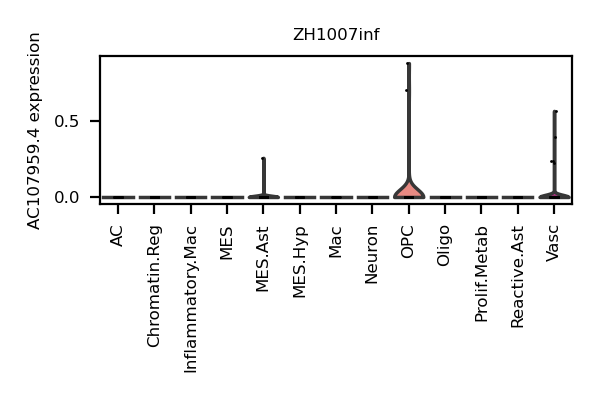 ZH1007inf
AC107959.4 expression
0.5
0.0
AC
Chromatin.Reg
Inflammatory.Mac
MES
MES.Ast
MES.Hyp
Mac
Neuron
OPC
Oligo
Prolif.Metab
Reactive.Ast
Vasc